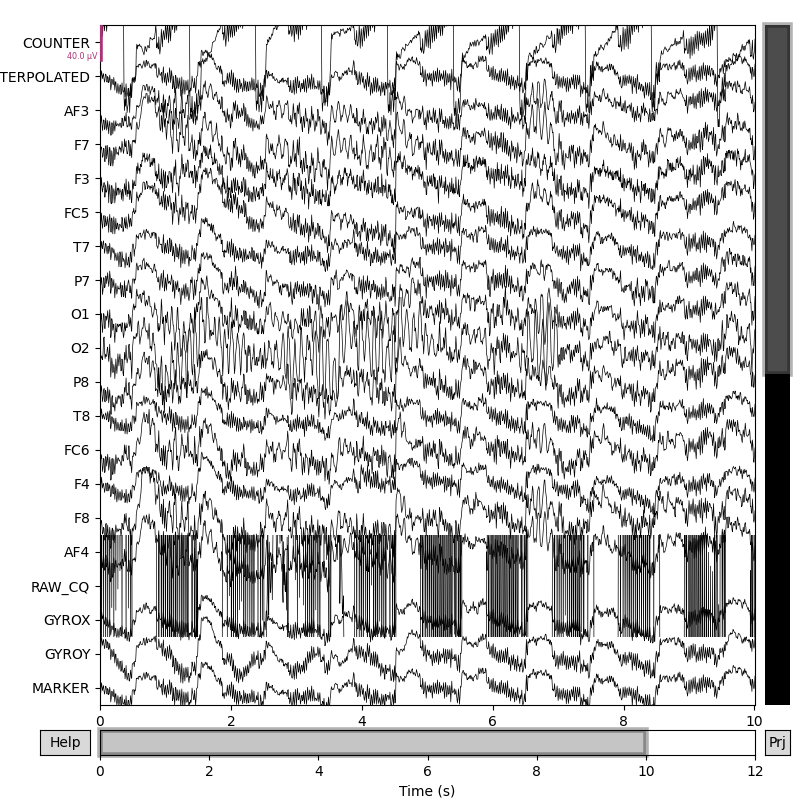 COUNTER
40.0 µV
TERPOLATED
AF3
F7
F3
FC5
T7
P7
O1
O2
P8
T8
FC6
F4
F8
AF4
RAW_CQ
GYROX
GYROY
MARKER
0 2 4 6 8 10
Help Prj
0 2 4 6 8 10 12
Time (s)